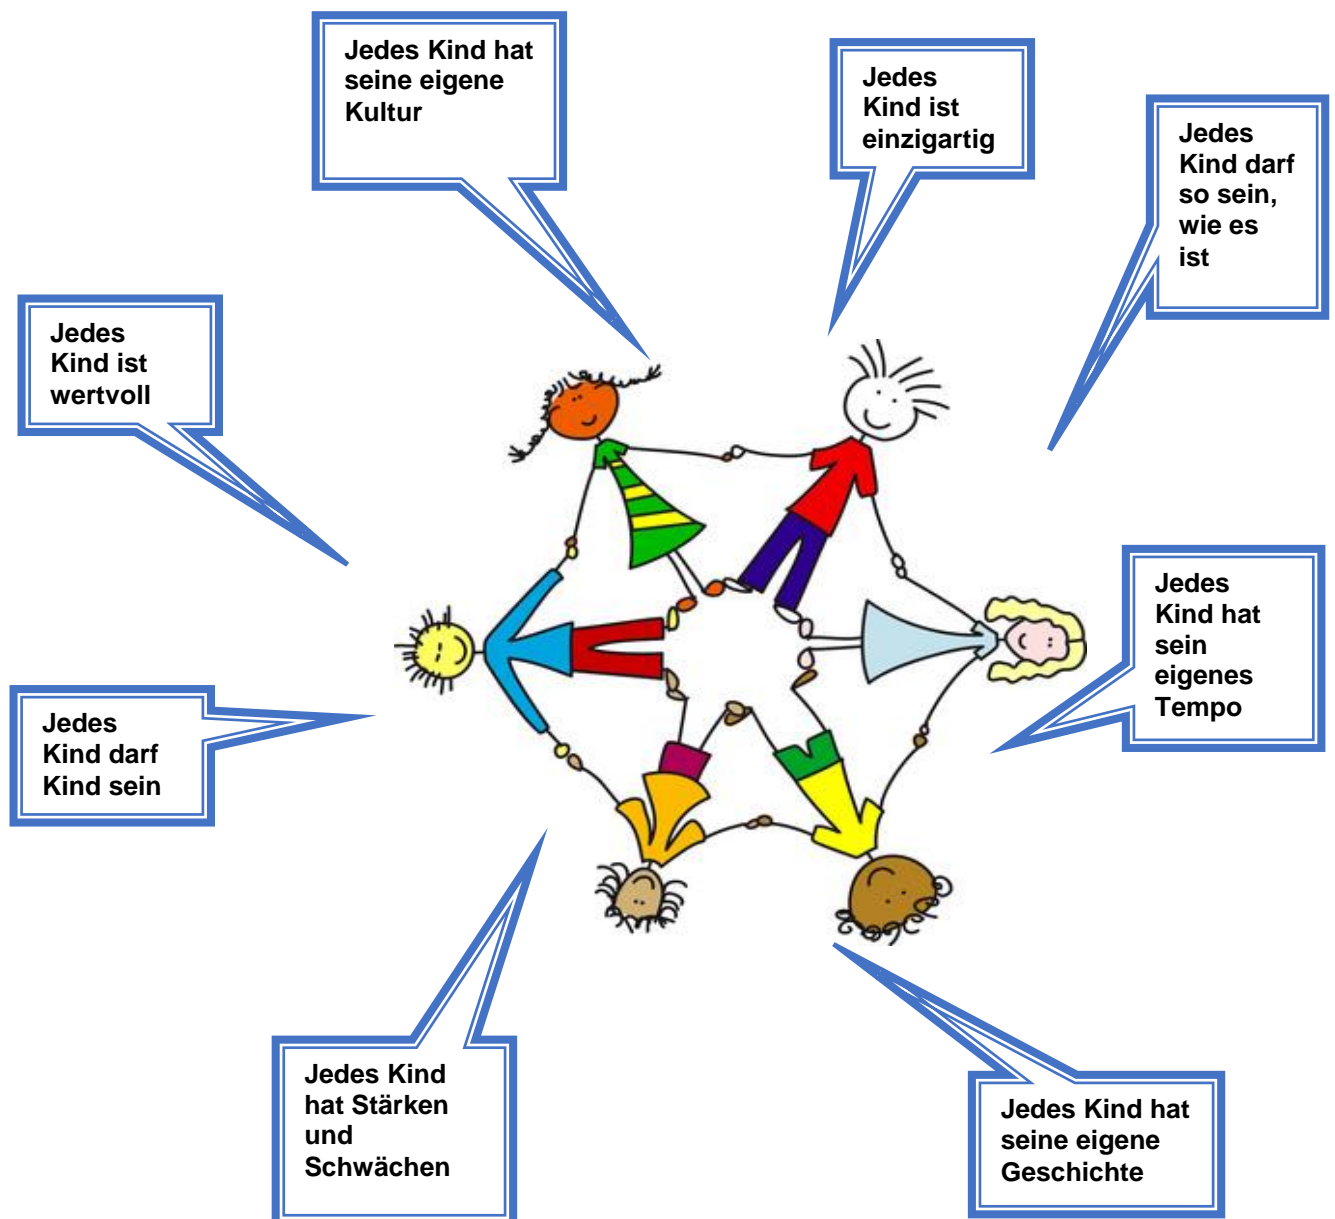 Jedes Kind hat
seine eigene
Kultur
Jedes
Kind ist
einzigartig
Jedes
Kind darf
so sein,
wie es
ist
Jedes
Kind ist
wertvoll
Jedes
Kind hat
sein
eigenes
Tempo
Jedes
Kind darf
Kind sein
Jedes Kind
hat Stärken
und
Schwächen
Jedes Kind hat
seine eigene
Geschichte